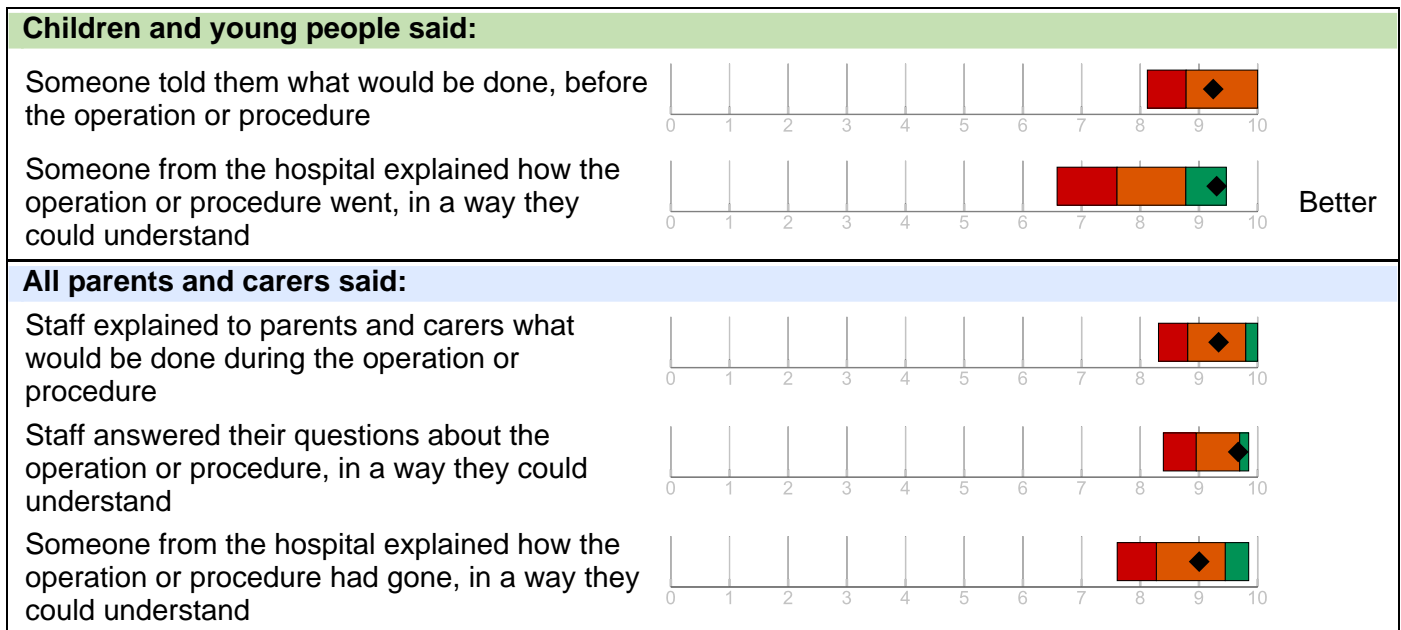 Children and young people said:
Someone told them what would be done, before
the operation or procedure
0 1 2 3 4 5 6 7 8 9 10
Someone from the hospital explained how the
operation or procedure went, in a way they
could understand
0 1 2 3 4 5 6 7 8 9 10
Better
All parents and carers said:
Staff explained to parents and carers what
would be done during the operation or
procedure
0 1 2 3 4 5 6 7 8 9 10
Staff answered their questions about the
operation or procedure, in a way they could
understand
0 1 2 3 4 5 6 7 8 9 10
Someone from the hospital explained how the
operation or procedure had gone, in a way they
could understand
0 1 2 3 4 5 6 7 8 9 10